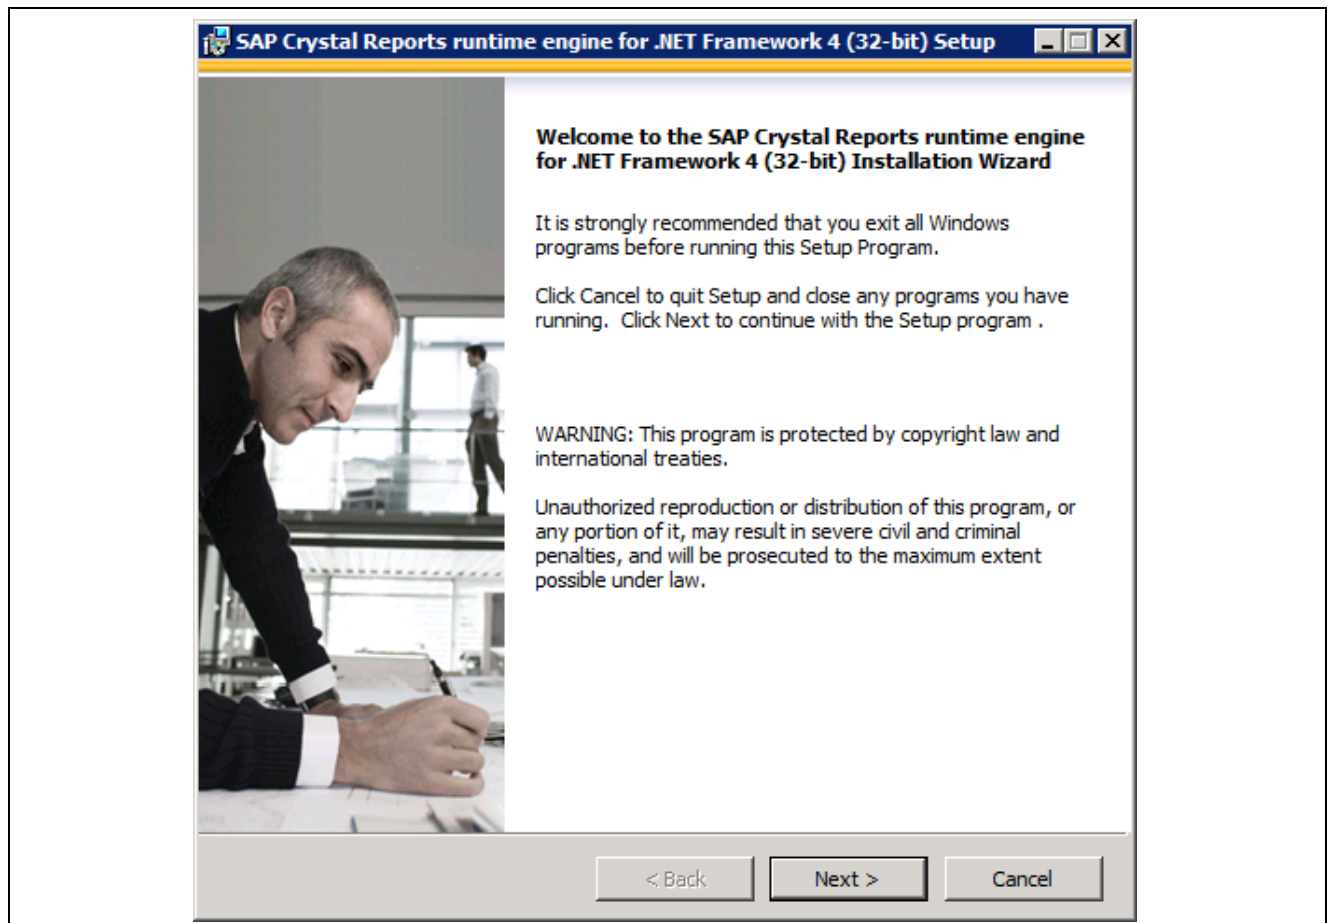 SAP Crystal Reports runtime engine for .NET Framework 4 (32-bit) Setup
Welcome to the SAP Crystal Reports runtime engine
for .NET Framework 4 (32-bit) Installation Wizard
It is strongly recommended that you exit all Windows
programs before running this Setup Program.
Click Cancel to quit Setup and close any programs you have
running.  Click Next to continue with the Setup program .
WARNING: This program is protected by copyright law and
international treaties.
Unauthorized reproduction or distribution of this program, or
any portion of it, may result in severe civil and criminal
penalties, and will be prosecuted to the maximum extent
possible under law.
< Back Next > Cancel